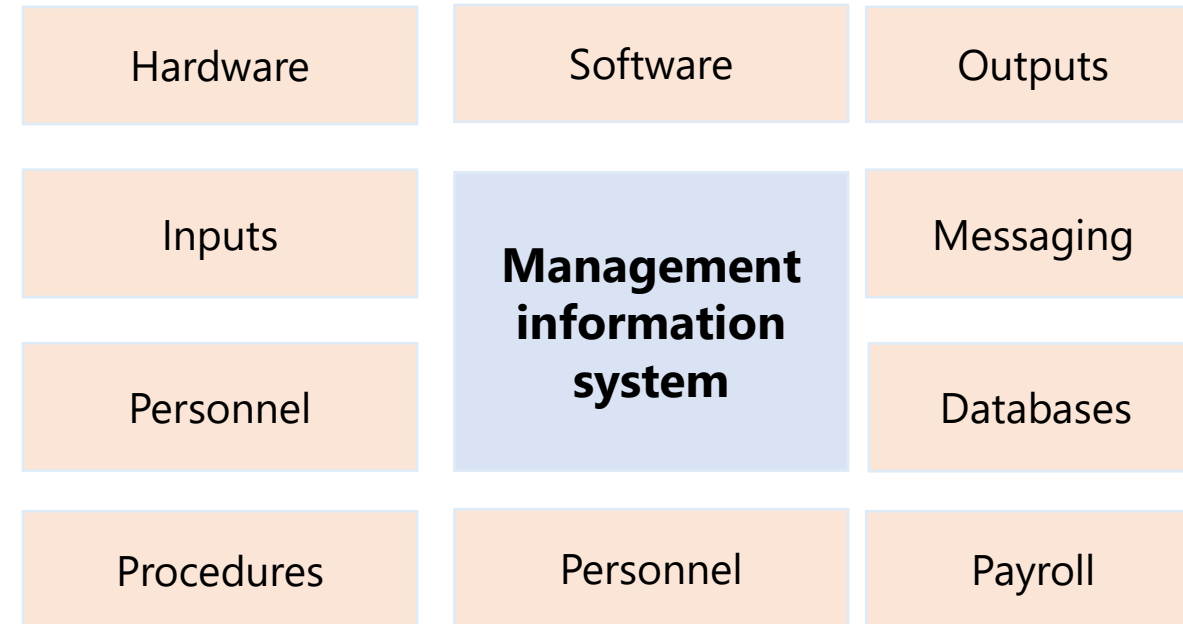 Hardware
Software
Outputs
Inputs
Management
information
system
Messaging
Personnel
Databases
Procedures
Personnel
Payroll